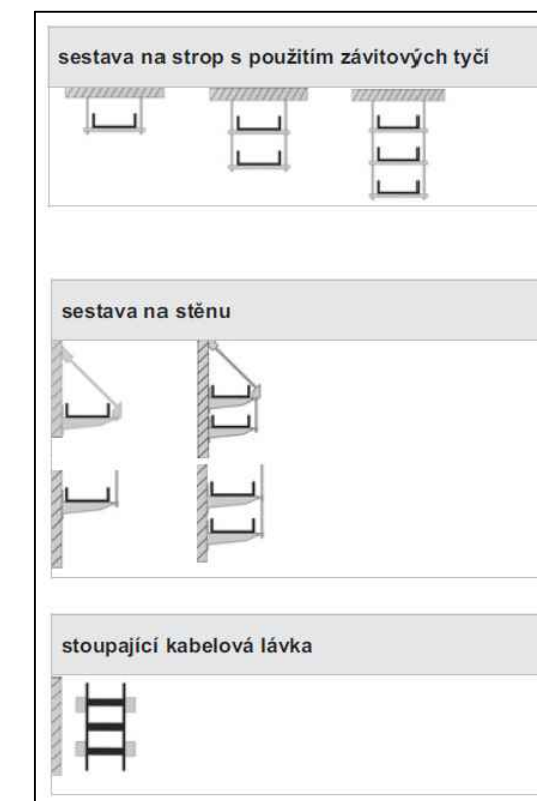 sestava na strop s použitím závitových tyčí
sestava na stěnu
stoupající kabelová lávka